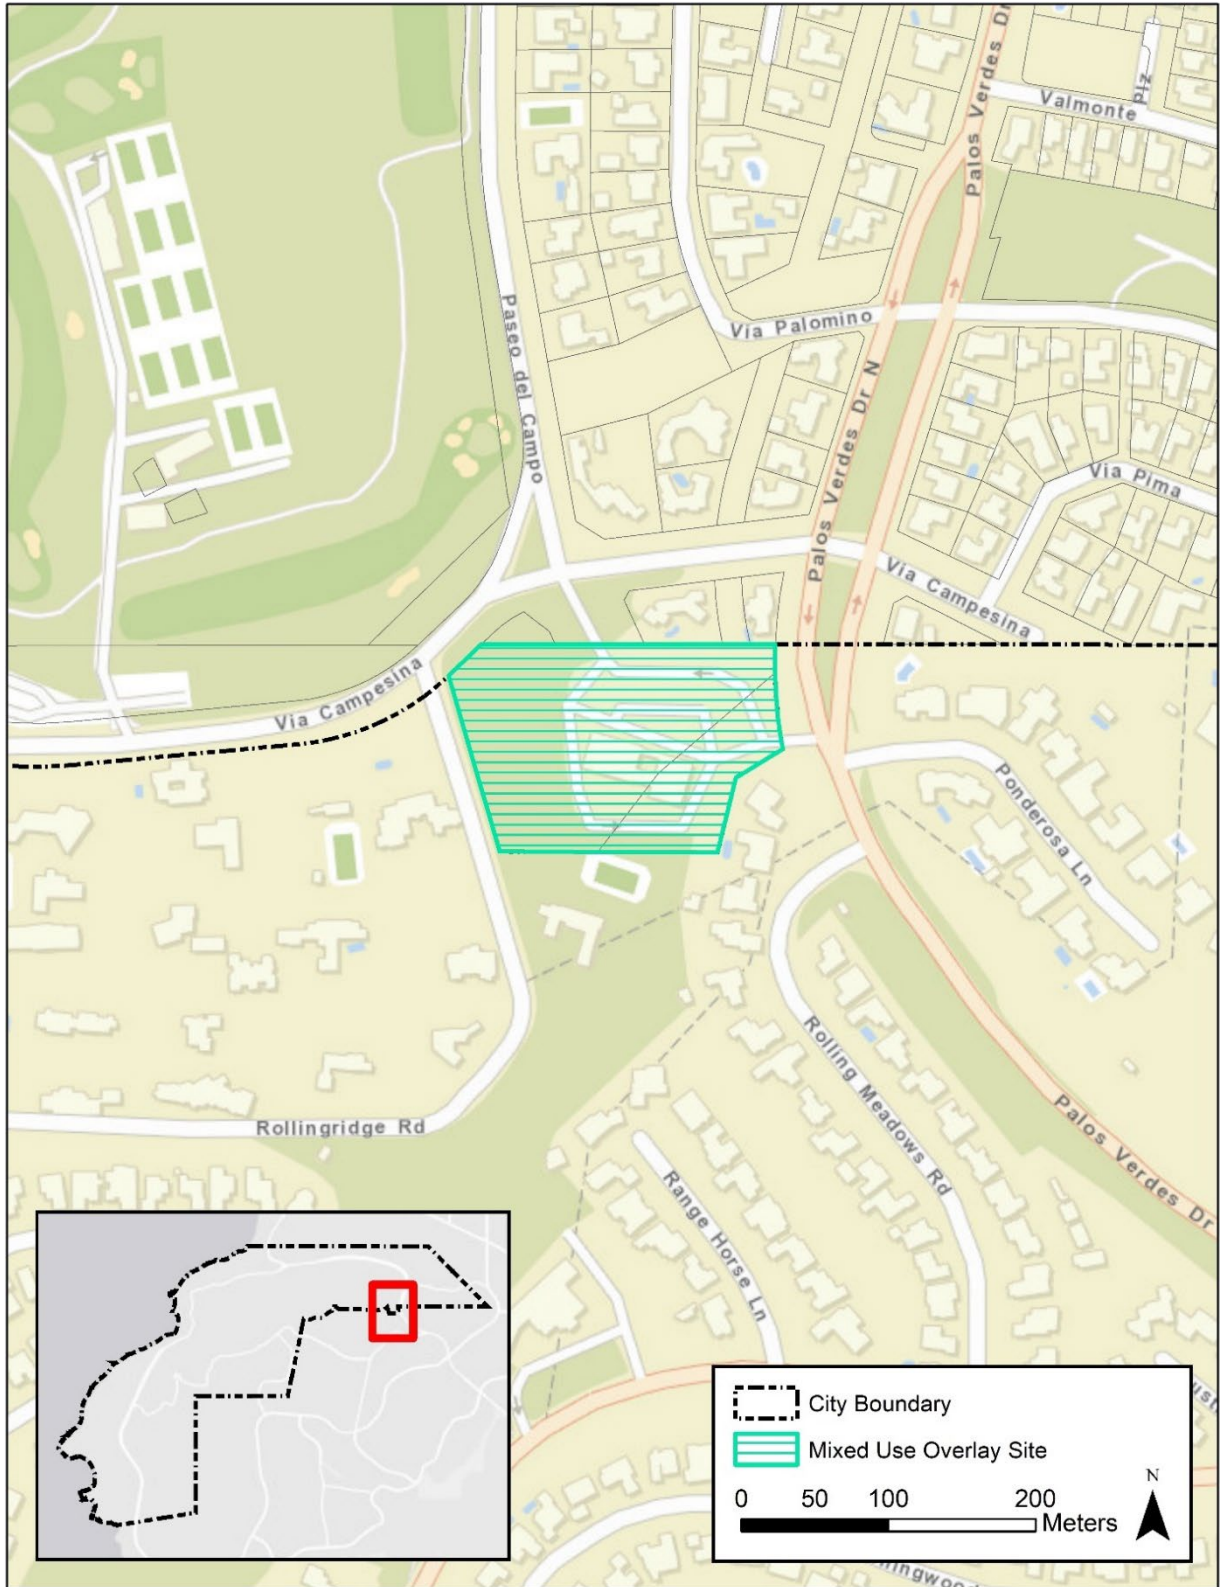 Palos Verdes Dr
Valmonte
Plz
Paseo del Campo
Via Palomino
Palos Verdes Dr N
Via Pima
Via Campesina
Via Campesina
Ponderosa Ln
Rolling Meadows Rd
Rollingridge Rd
Palos Verdes Dr
Range Horse Ln
City Boundary
Mixed Use Overlay Site
N
0 50 100 200
Meters